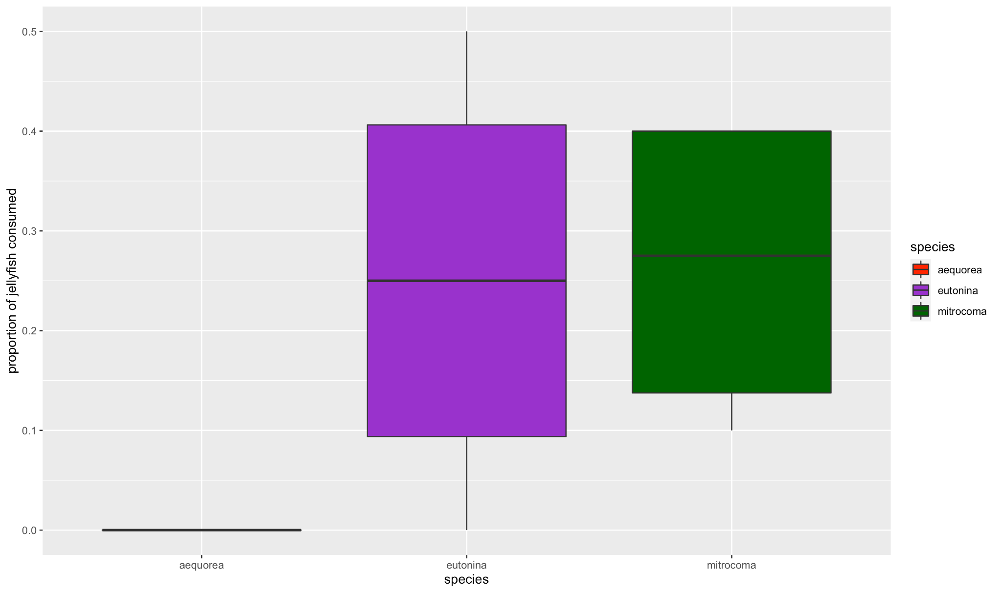 0.5
0.4
0.3
0.2
0.1
0.0
proportion of jellyfish consumed
aequorea
eutonina
mitrocoma
species
species
aequorea
eutonina
mitrocoma